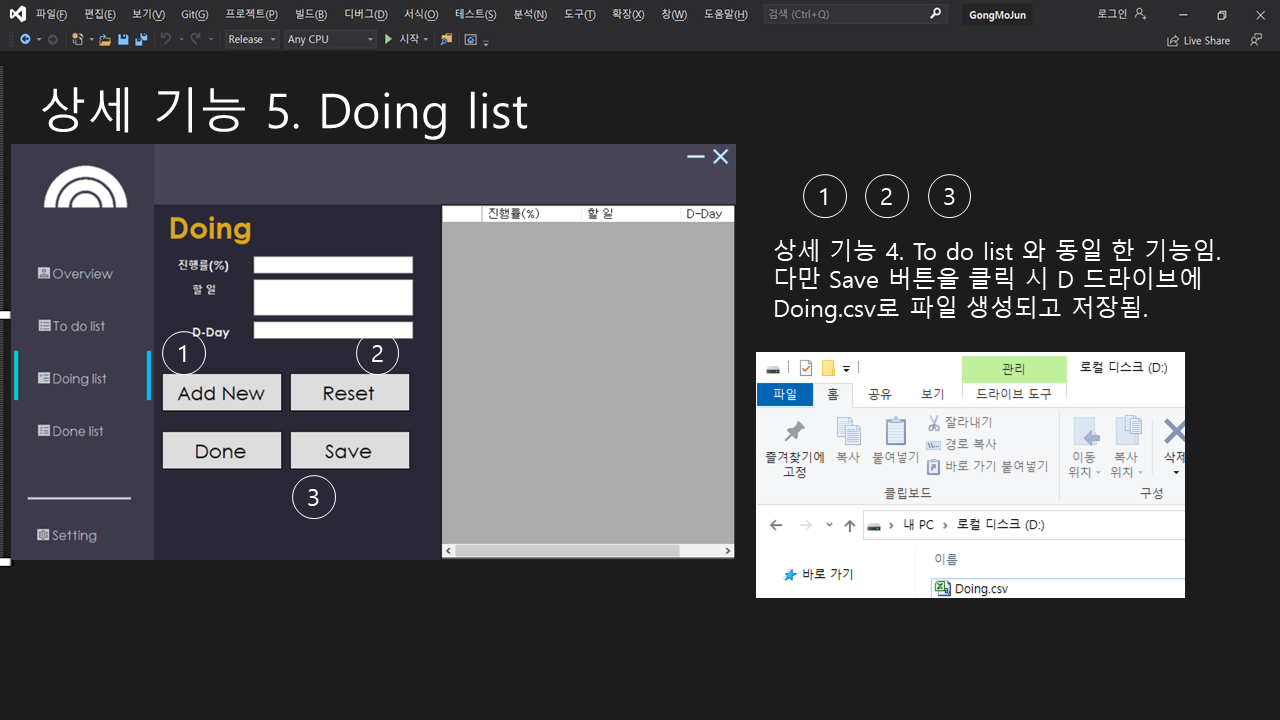 파일(F) 편집(E) 보기(V) Git(G) 프로젝트(P) 빌드(B) 디버그(D) 서식(O) 테스트(S) 분석(N) 도구(T) 확장(X) 창(W) 도움말(H) 검색 (Ctrl+Q) GongMoJun 로그인
Release Any CPU 시작 Live Share
상세 기능 5. Doing list
Overview
To do list
Doing list
Done list
Setting
Doing
진행률(%)
할 일
D-Day
1 2
Add New Reset
Done Save
3
진행률(%) 할 일 D-Day
1 2 3
상세 기능 4. To do list 와 동일 한 기능임.
다만 Save 버튼을 클릭 시 D 드라이브에
Doing.csv로 파일 생성되고 저장됨.
관리 로컬 디스크 (D:)
파일 홈 공유 보기 드라이브 도구
즐겨찾기에
고정
복사
붙여넣기
잘라내기
경로 복사
바로 가기 붙여넣기
이동
위치
복사
위치
삭제
클립보드 구성
내 PC 로컬 디스크 (D:)
이름
바로 가기
Doing.csv